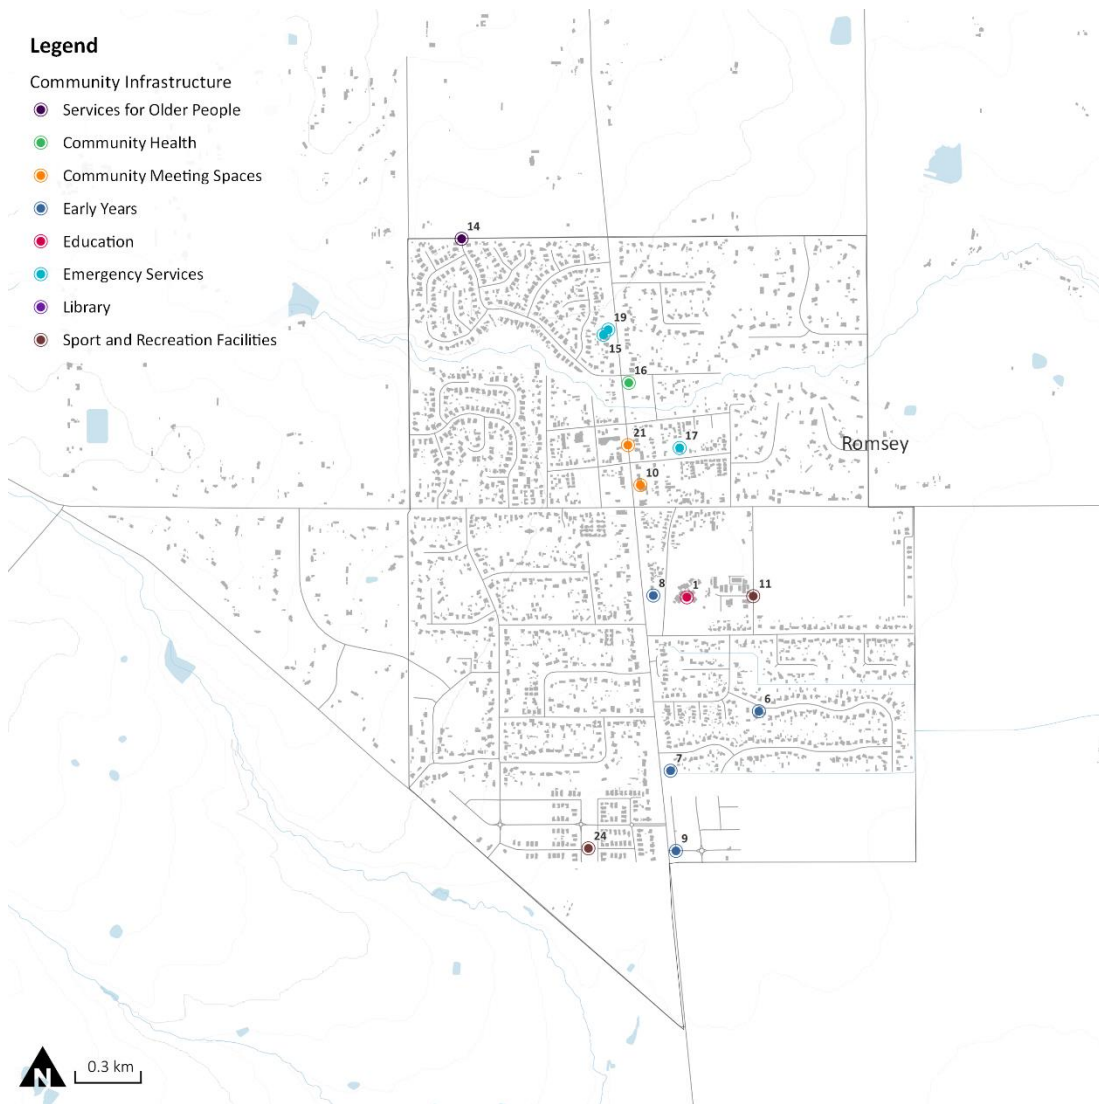 Legend
Community Infrastructure
Services for Older People
Community Health
Community Meeting Spaces
Early Years
Education
Emergency Services
Library
Sport and Recreation Facilities
14
19
15
16
21
17
Romsey
10
8
1
11
6
7
24
9
N
0.3 km